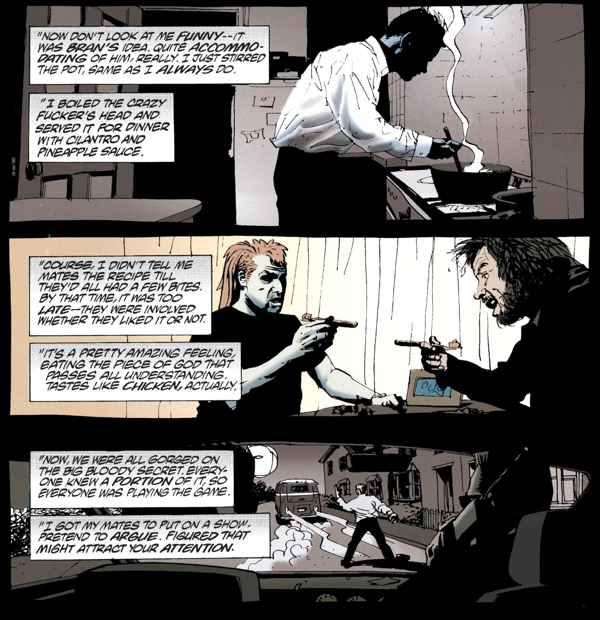 "NOW DON'T LOOK AT ME FUNNY--IT
WAS BRAN'S IDEA. QUITE ACCOMMO-
DATING OF HIM, REALLY. I JUST STIRRED
THE POT, SAME AS I ALWAYS DO.
"I BOILED THE CRAZY
FUCKER'S HEAD AND
SERVED IT FOR DINNER
WITH CILANTRO AND
PINEAPPLE SAUCE.
"COURSE, I DIDN'T TELL ME
MATES THE RECIPE TILL
THEY'D ALL HAD A FEW BITES.
BY THAT TIME, IT WAS TOO
LATE--THEY WERE INVOLVED
WHETHER THEY LIKED IT OR NOT.
"IT'S A PRETTY AMAZING FEELING,
EATING THE PIECE OF GOD THAT
PASSES ALL UNDERSTANDING.
TASTES LIKE CHICKEN, ACTUALLY.
"NOW, WE WERE ALL GORGED ON
THE BIG BLOODY SECRET. EVERY-
ONE KNEW A PORTION OF IT, SO
EVERYONE WAS PLAYING THE GAME.
"I GOT MY MATES TO PUT ON A SHOW,
PRETEND TO ARGUE. FIGURED THAT
MIGHT ATTRACT YOUR ATTENTION.